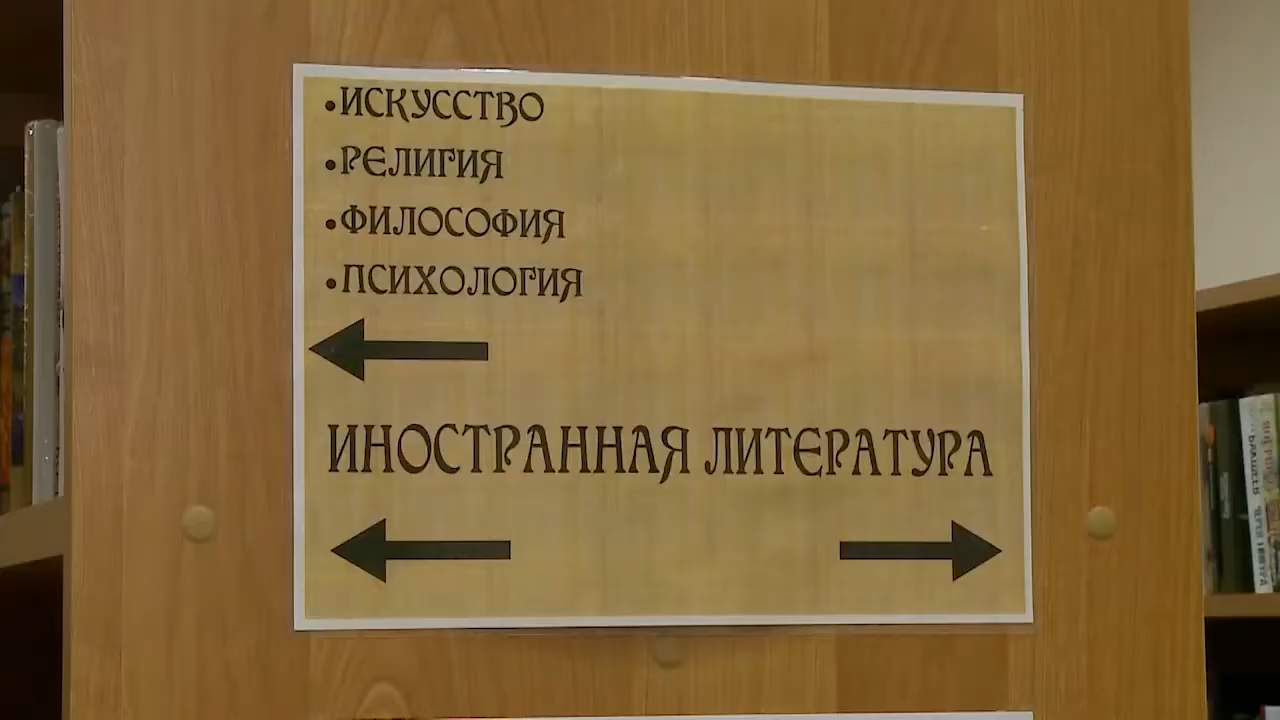 •ИСКУССТВО
•РЕЛИГИЯ
•ФИЛОСОФИЯ
•ПСИХОЛОГИЯ
ИНОСТРАННАЯ ЛИТЕРАТУРА